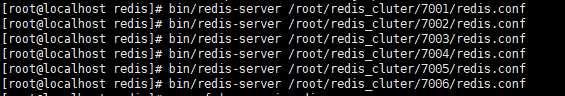 [root@localhost redis]# bin/redis-server /root/redis_cluter/7001/redis.conf
[root@localhost redis]# bin/redis-server /root/redis_cluter/7002/redis.conf
[root@localhost redis]# bin/redis-server /root/redis_cluter/7003/redis.conf
[root@localhost redis]# bin/redis-server /root/redis_cluter/7004/redis.conf
[root@localhost redis]# bin/redis-server /root/redis_cluter/7005/redis.conf
[root@localhost redis]# bin/redis-server /root/redis_cluter/7006/redis.conf